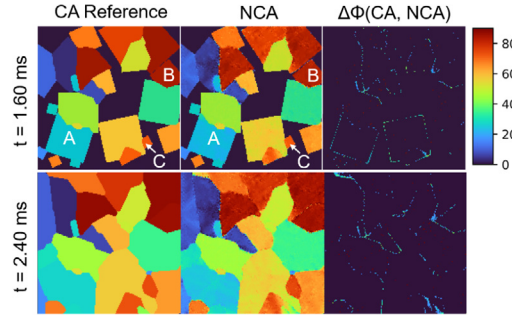 CA Reference
NCA
ΔΦ(CA, NCA)
t = 1.60 ms
A
B
C
A
B
C
80
60
40
20
0
t = 2.40 ms